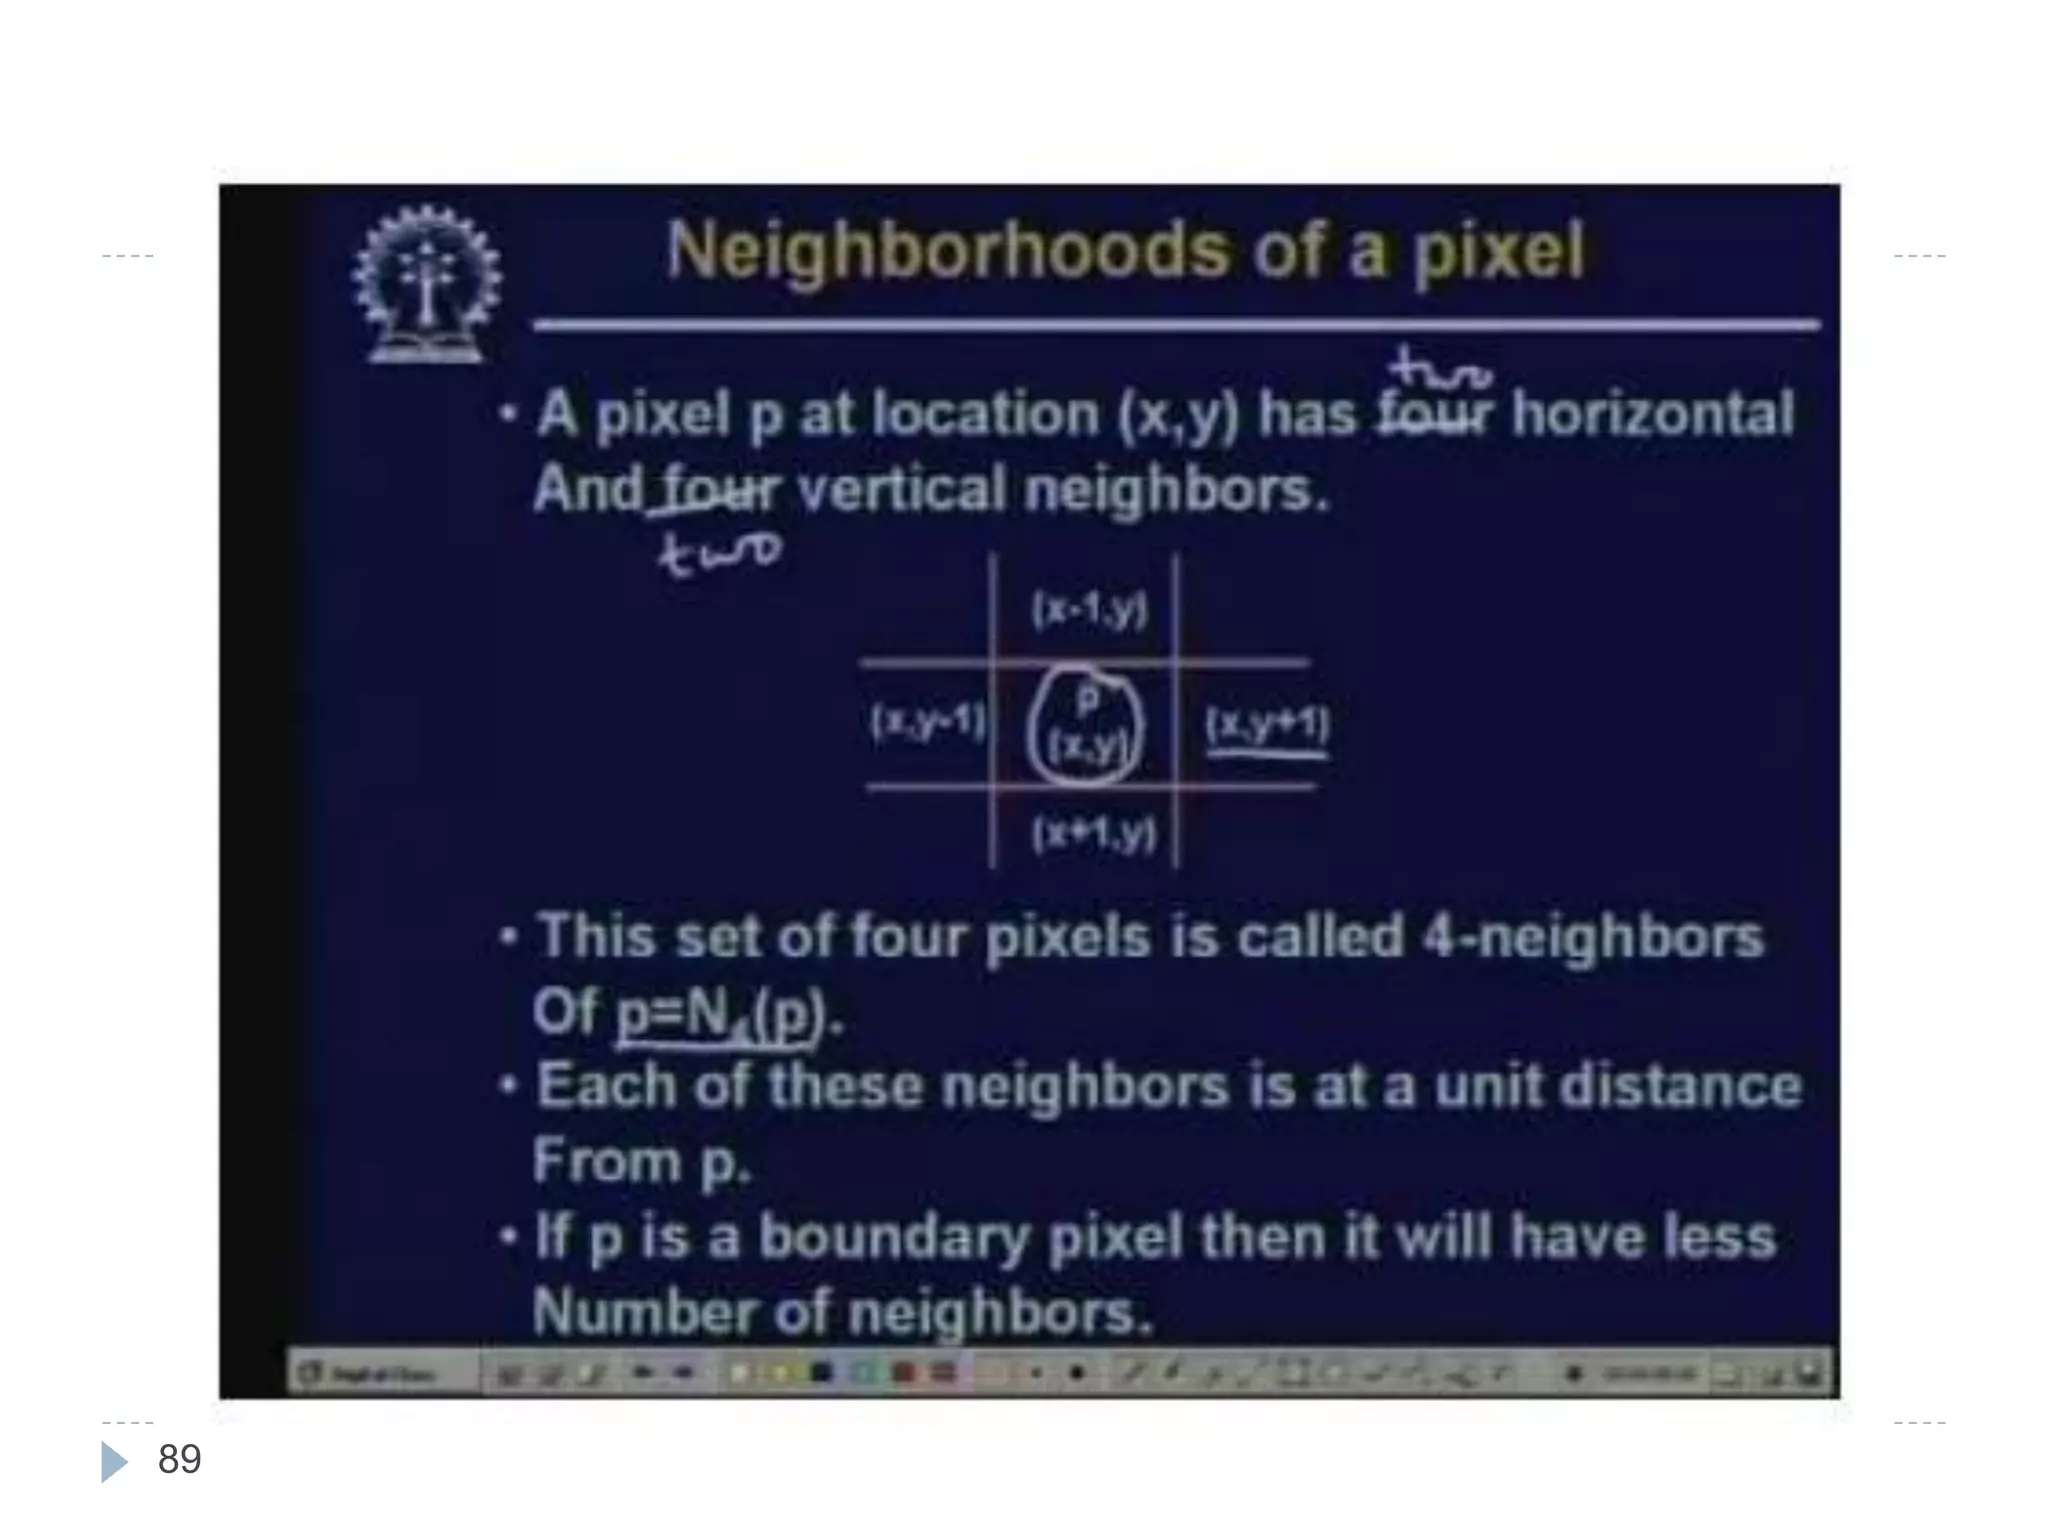 Neighborhoods of a pixel
two
• A pixel p at location (x,y) has four horizontal
And four vertical neighbors.
two
(x-1,y)
p
(x,y-1) (x,y) (x,y+1)
(x+1,y)
• This set of four pixels is called 4-neighbors
Of p=N4(p).
• Each of these neighbors is at a unit distance
From p.
• If p is a boundary pixel then it will have less
Number of neighbors.
89